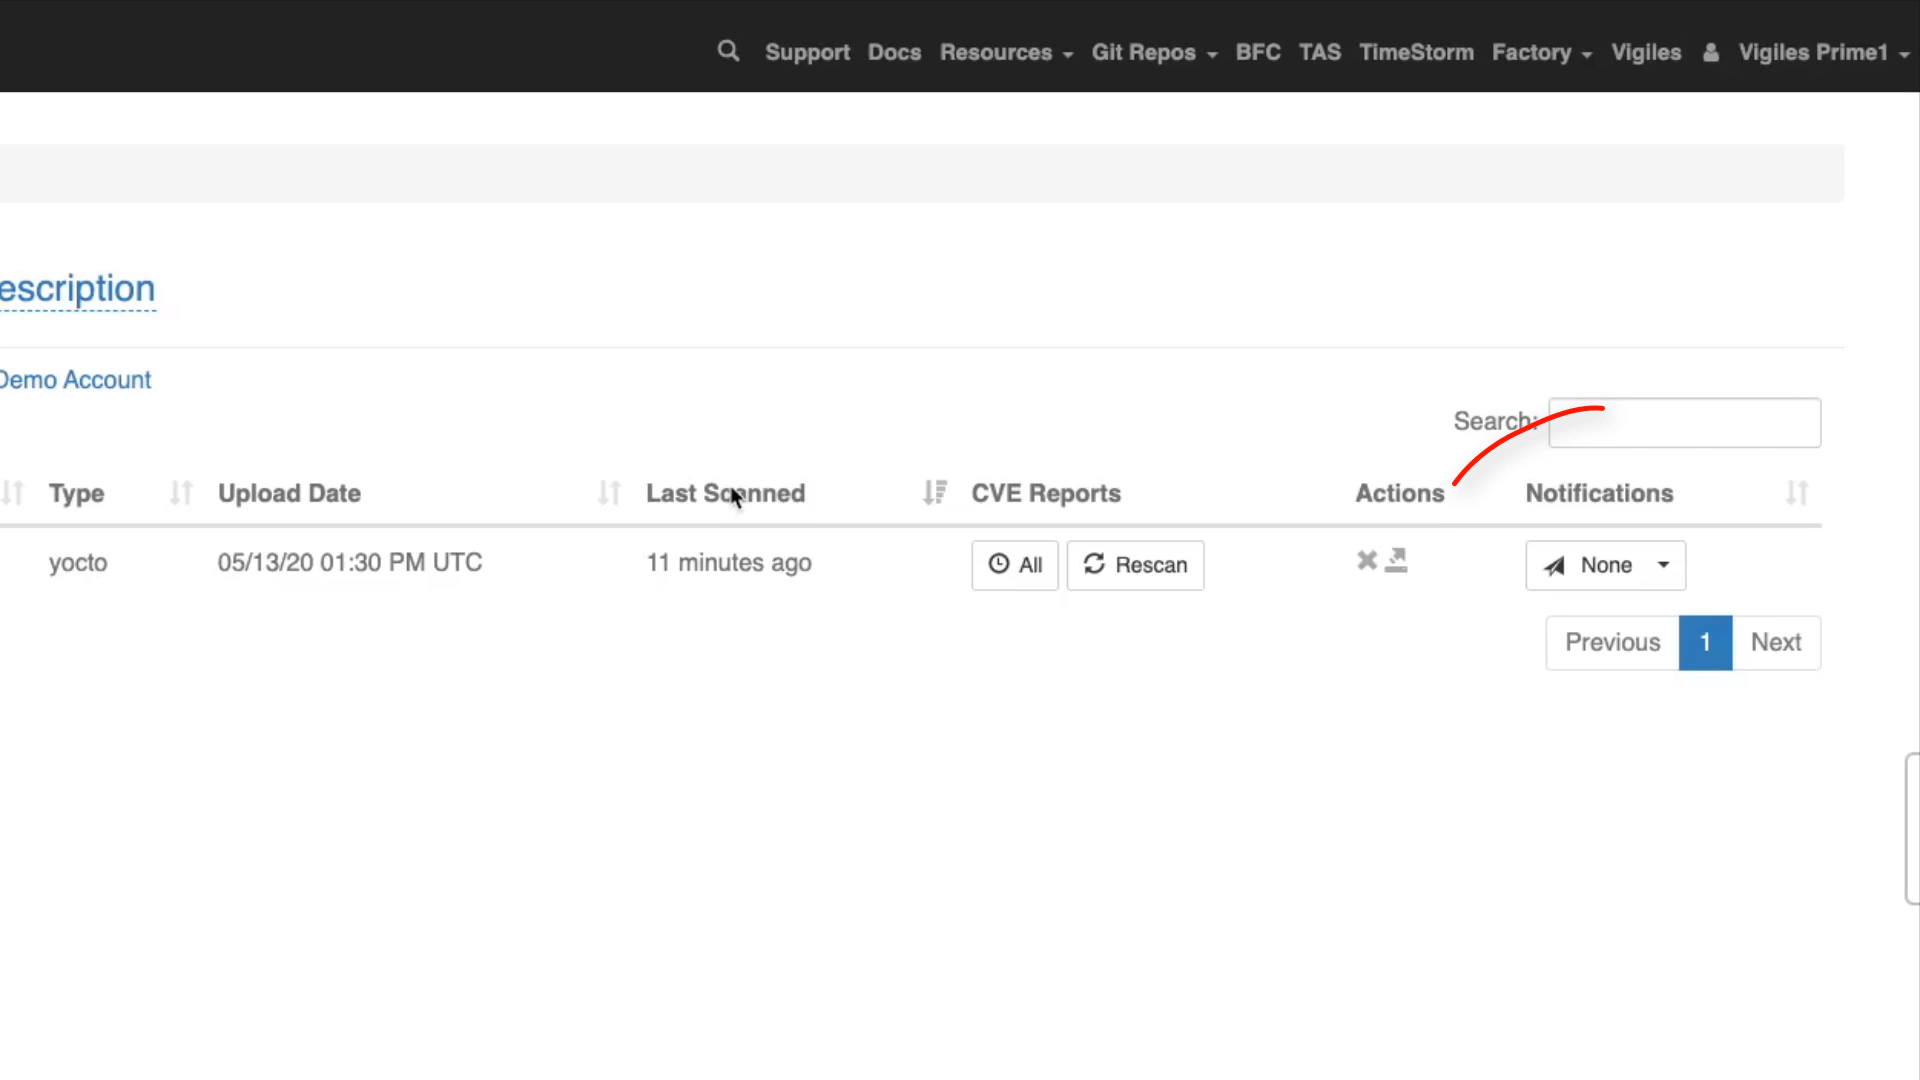 Support Docs Resources Git Repos BFC TAS TimeStorm Factory Vigiles Vigiles Prime1
escription
Demo Account
Search:
Type Upload Date Last Scanned CVE Reports Actions Notifications
yocto 05/13/20 01:30 PM UTC 11 minutes ago All Rescan None
Previous 1 Next